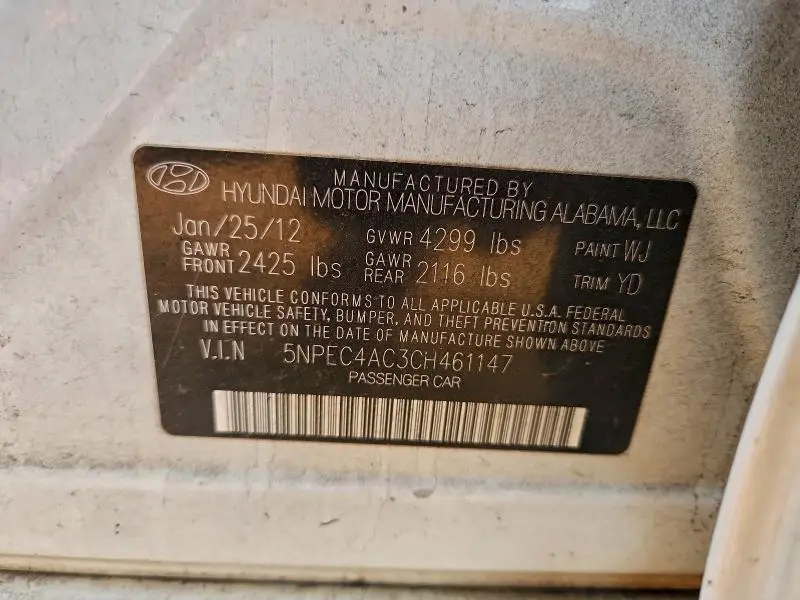 MANUFACTURED BY
HYUNDAI MOTOR MANUFACTURING ALABAMA, LLC
Jan/25/12 GVWR 4299 lbs PAINT WJ
GAWR FRONT 2425 lbs GAWR REAR 2116 lbs TRIM YD
THIS VEHICLE CONFORMS TO ALL APPLICABLE U.S.A. FEDERAL
MOTOR VEHICLE SAFETY, BUMPER, AND THEFT PREVENTION STANDARDS
IN EFFECT ON THE DATE OF MANUFACTURE SHOWN ABOVE
V.I.N 5NPEC4AC3CH461147
PASSENGER CAR